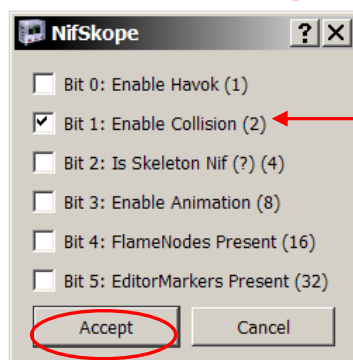 NifSkope
Bit 0: Enable Havok (1)
Bit 1: Enable Collision (2)
Bit 2: Is Skeleton Nif (?) (4)
Bit 3: Enable Animation (8)
Bit 4: FlameNodes Present (16)
Bit 5: EditorMarkers Present (32)
Accept Cancel